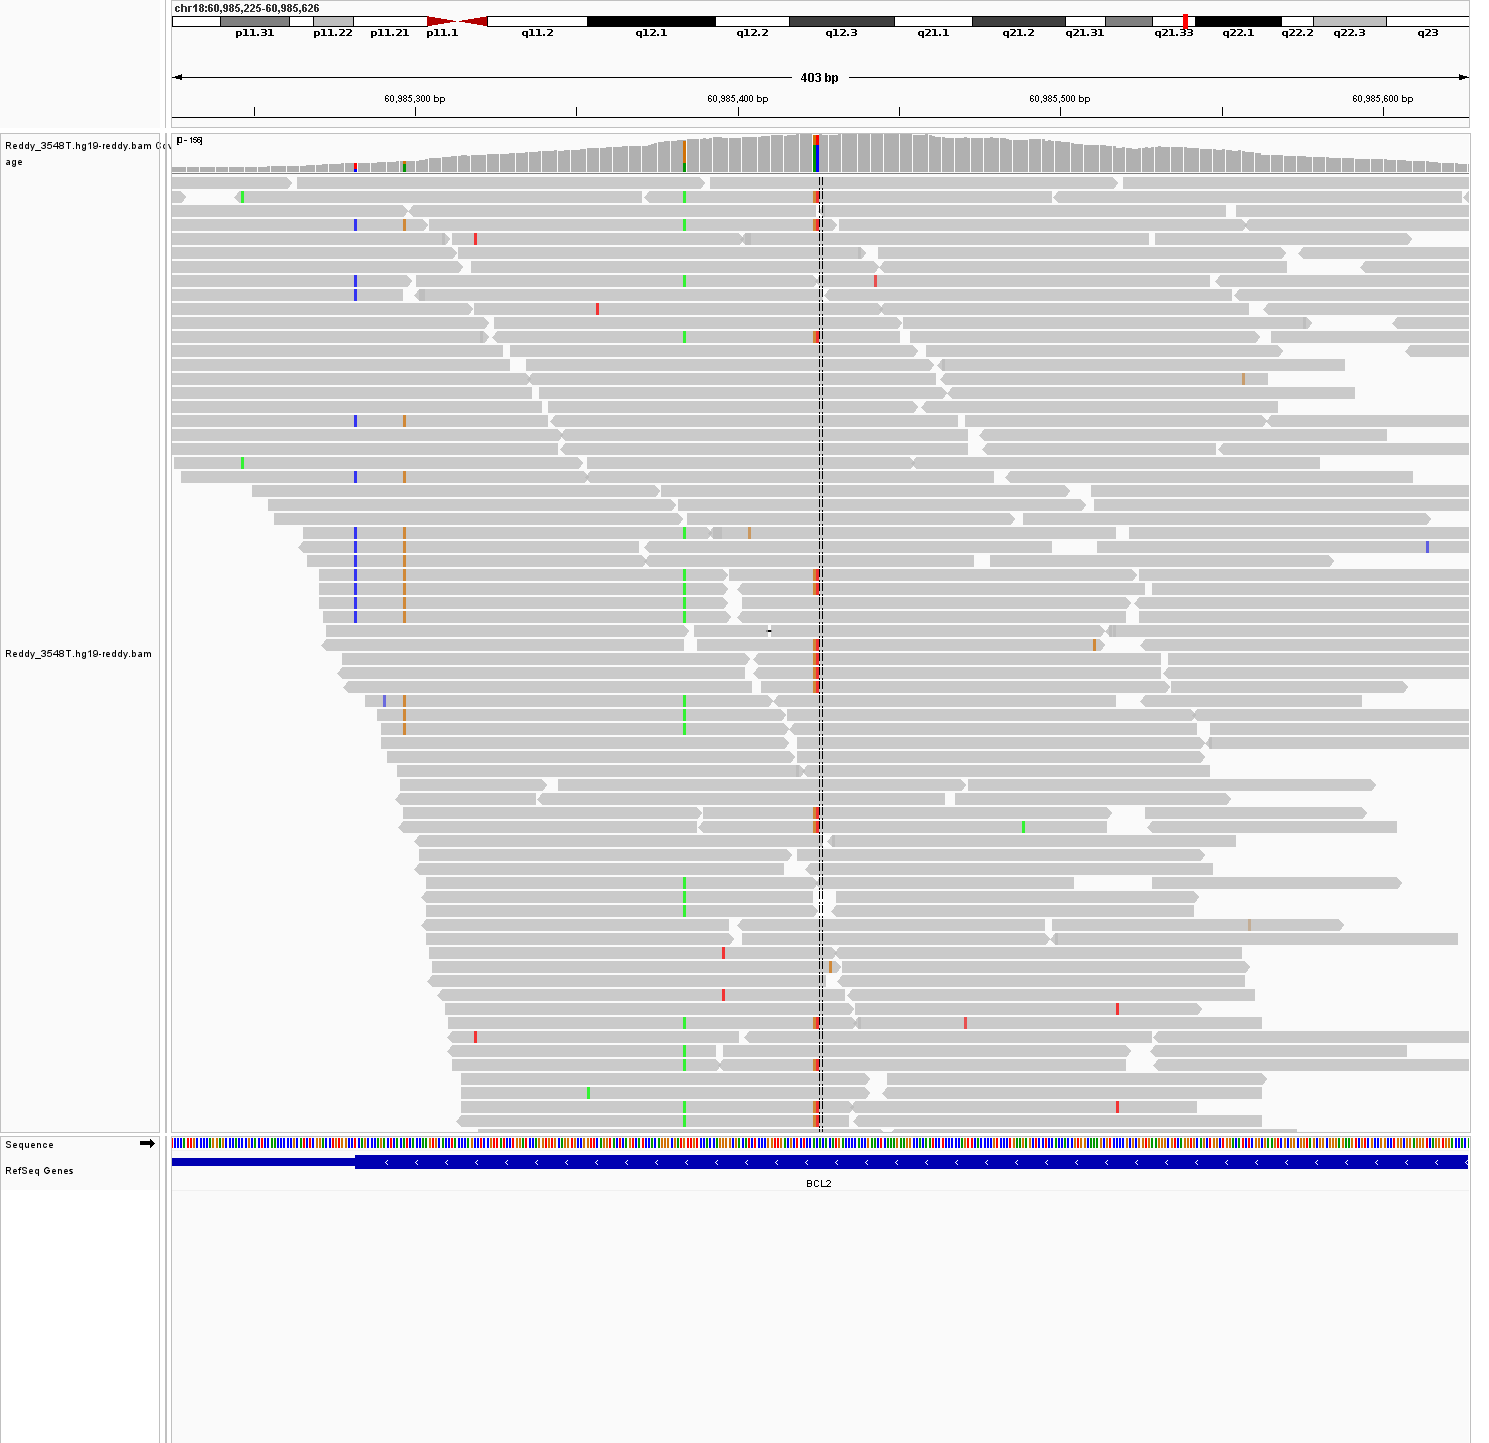 chr18:60,985,225-60,985,626
p11.31 p11.22 p11.21 p11.1 q11.2 q12.1 q12.2 q12.3 q21.1 q21.2 q21.31 q21.33 q22.1 q22.2 q22.3 q23
403 bp
60,985,300 bp 60,985,400 bp 60,985,500 bp 60,985,600 bp
Reddy_3548T.hg19-reddy.bam Cov
age
[0 - 156]
Reddy_3548T.hg19-reddy.bam
Sequence
RefSeq Genes
BCL2